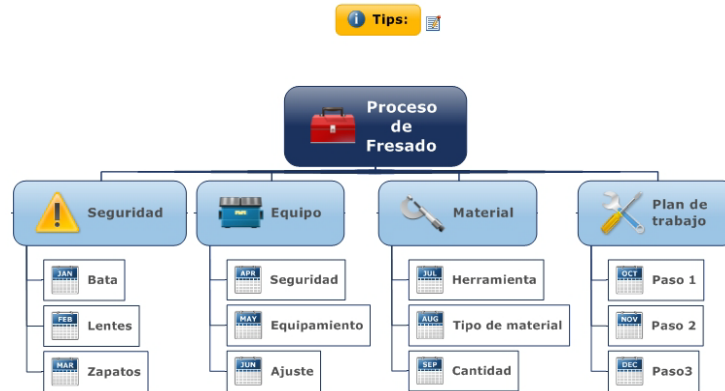 Tips:
Proceso
de
Fresado
Seguridad
Equipo
Material
Plan de
trabajo
JAN
Bata
APR
Seguridad
JUL
Herramienta
OCT
Paso 1
FEB
Lentes
MAY
Equipamiento
AUG
Tipo de material
NOV
Paso 2
MAR
Zapatos
JUN
Ajuste
SEP
Cantidad
DEC
Paso3